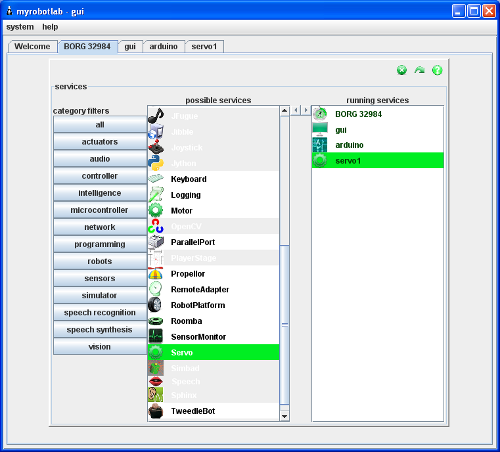 myrobotlab - gui
system help
Welcome BORG 32984 gui arduino servo1
services
possible services
running services
category filters
all
actuators
audio
controller
intelligence
microcontroller
network
programming
robots
sensors
simulator
speech recognition
speech synthesis
vision
JFugue
Joystick
Jython
Keyboard
Logging
Motor
OpenCV
ParallelPort
PlayerStage
Propellor
RemoteAdapter
RobotPlatform
Roomba
SensorMonitor
Servo
Speech
Sphinx
TweedleBot
BORG 32984
gui
arduino
servo1